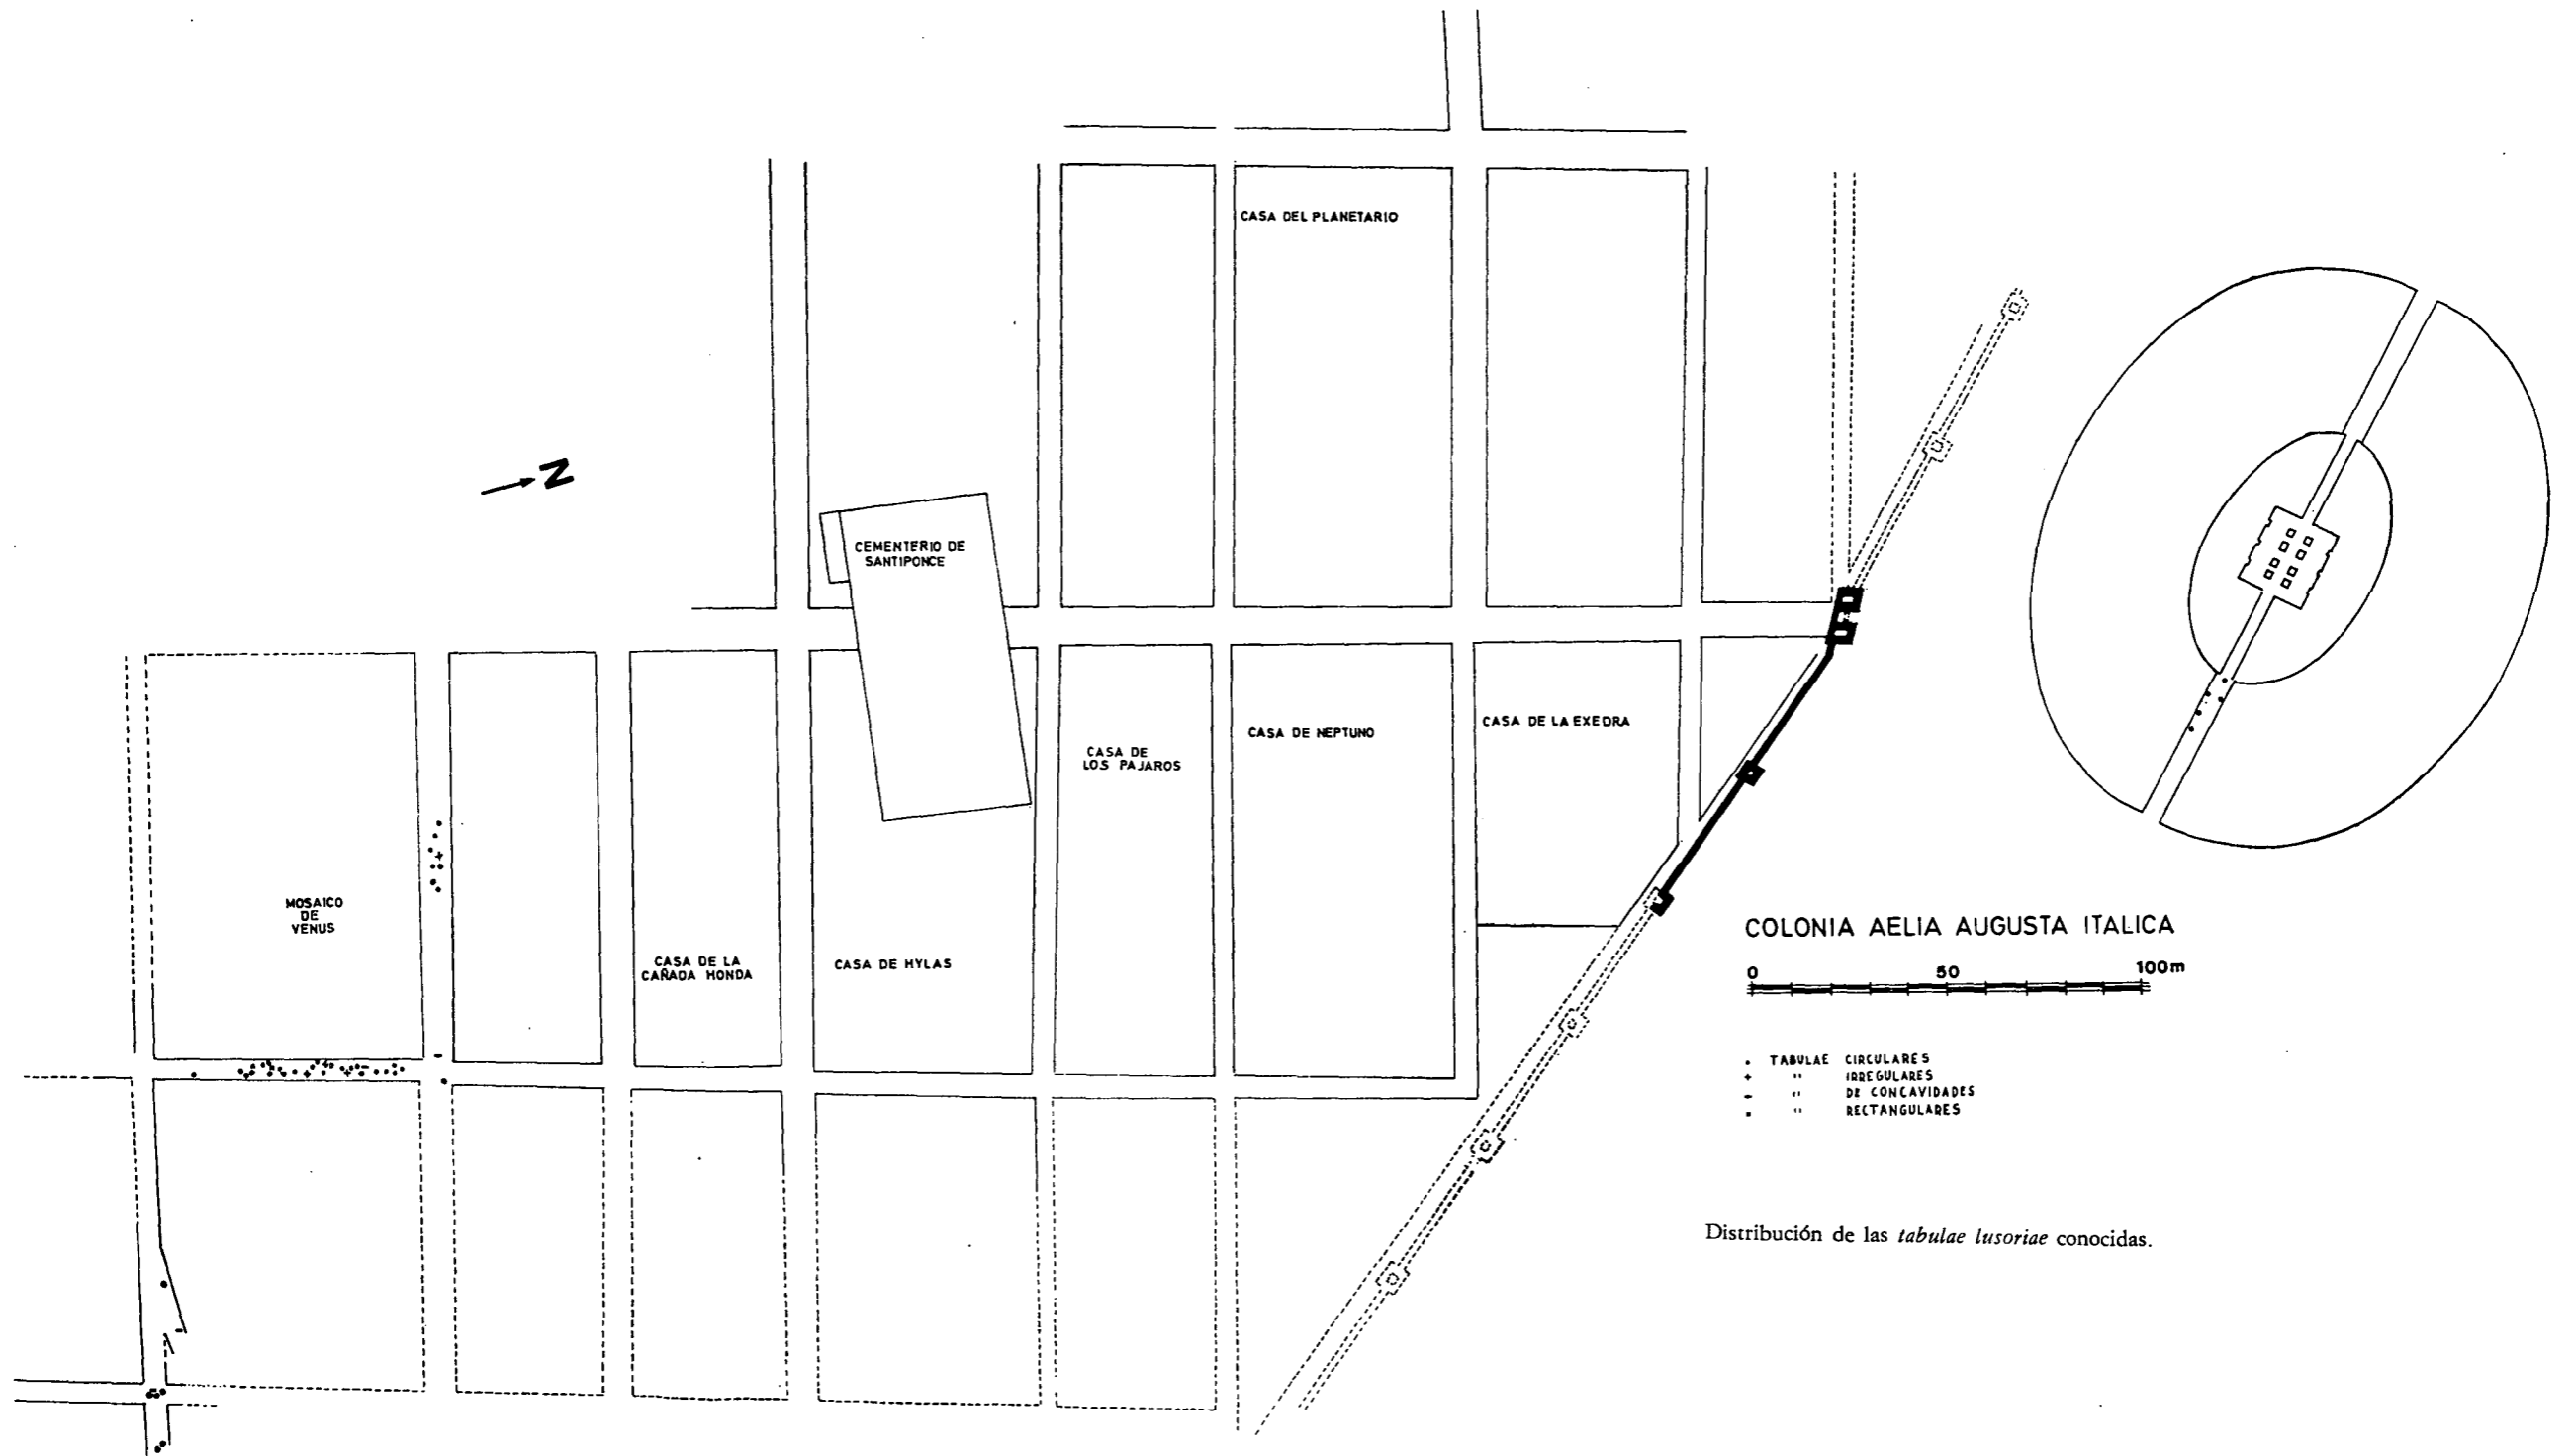 CASA DEL PLANETARIO
N
CEMENTERIO DE
SANTIPONCE
CASA DE LA EXEDRA
CASA DE NEPTUNO
CASA DE
LOS PAJAROS
MOSAICO
DE
VENUS
CASA DE LA
CAÑADA HONDA
CASA DE HYLAS
COLONIA AELIA AUGUSTA ITALICA
0 50 100m
• TABULAE CIRCULARES
+ " IRREGULARES
- " DE CONCAVIDADES
▪ " RECTANGULARES
Distribución de las tabulae lusoriae conocidas.